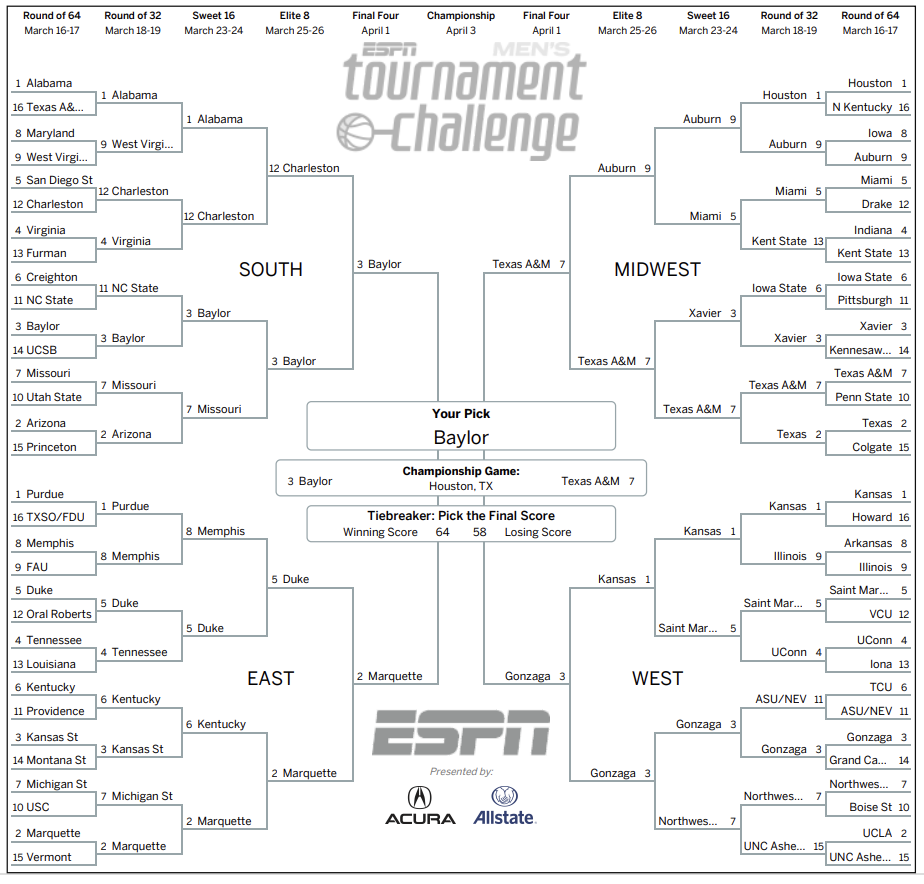 Round of 64 Round of 32 Sweet 16 Elite 8 Final Four Championship Final Four Elite 8 Sweet 16 Round of 32 Round of 64
March 16-17 March 18-19 March 23-24 March 25-26 April 1 April 3 April 1 March 25-26 March 23-24 March 18-19 March 16-17
ESPN MEN'S
tournament
challenge
1 Alabama
16 Texas A&...
8 Maryland
9 West Virgi...
5 San Diego St
12 Charleston
4 Virginia
13 Furman
6 Creighton
11 NC State
3 Baylor
14 UCSB
7 Missouri
10 Utah State
2 Arizona
15 Princeton
1 Alabama
9 West Virgi...
12 Charleston
4 Virginia
11 NC State
3 Baylor
7 Missouri
2 Arizona
1 Alabama
12 Charleston
3 Baylor
7 Missouri
12 Charleston
3 Baylor
SOUTH
3 Baylor
1 Purdue
16 TXSO/FDU
8 Memphis
9 FAU
5 Duke
12 Oral Roberts
4 Tennessee
13 Louisiana
6 Kentucky
11 Providence
3 Kansas St
14 Montana St
7 Michigan St
10 USC
2 Marquette
15 Vermont
1 Purdue
8 Memphis
5 Duke
4 Tennessee
6 Kentucky
3 Kansas St
7 Michigan St
2 Marquette
8 Memphis
5 Duke
6 Kentucky
2 Marquette
5 Duke
2 Marquette
EAST
2 Marquette
Your Pick
Baylor
Championship Game:
Houston, TX
3 Baylor Texas A&M 7
Tiebreaker: Pick the Final Score
Winning Score 64 58 Losing Score
Texas A&M 7
MIDWEST
Auburn 9
Texas A&M 7
Auburn 9
Miami 5
Xavier 3
Texas A&M 7
Houston 1
Auburn 9
Miami 5
Kent State 13
Iowa State 6
Xavier 3
Texas A&M 7
Texas 2
Houston 1
N Kentucky 16
Iowa 8
Auburn 9
Miami 5
Drake 12
Indiana 4
Kent State 13
Iowa State 6
Pittsburgh 11
Xavier 3
Kennesaw... 14
Texas A&M 7
Penn State 10
Texas 2
Colgate 15
Gonzaga 3
WEST
Kansas 1
Gonzaga 3
Kansas 1
Saint Mar... 5
Gonzaga 3
Northwes... 7
Kansas 1
Illinois 9
Saint Mar... 5
UConn 4
ASU/NEV 11
Gonzaga 3
Northwes... 7
UNC Ashe... 15
Kansas 1
Howard 16
Arkansas 8
Illinois 9
Saint Mar... 5
VCU 12
UConn 4
Iona 13
TCU 6
ASU/NEV 11
Gonzaga 3
Grand Ca... 14
Northwes... 7
Boise St 10
UCLA 2
UNC Ashe... 15
ESPN
Presented by:
ACURA Allstate